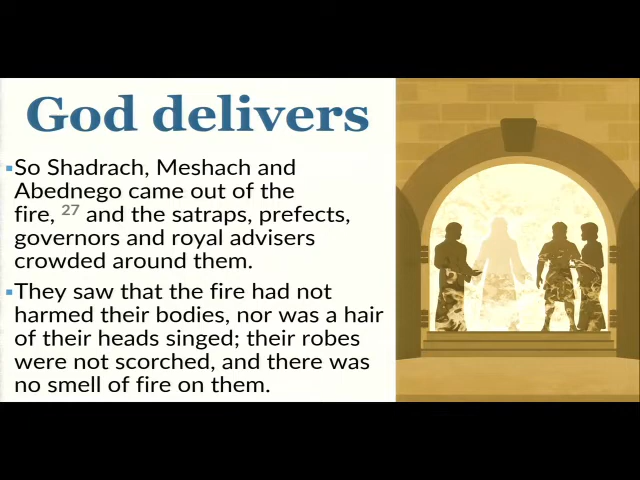 God delivers
▪So Shadrach, Meshach and
Abednego came out of the
fire, 27 and the satraps, prefects,
governors and royal advisers
crowded around them.
▪They saw that the fire had not
harmed their bodies, nor was a hair
of their heads singed; their robes
were not scorched, and there was
no smell of fire on them.